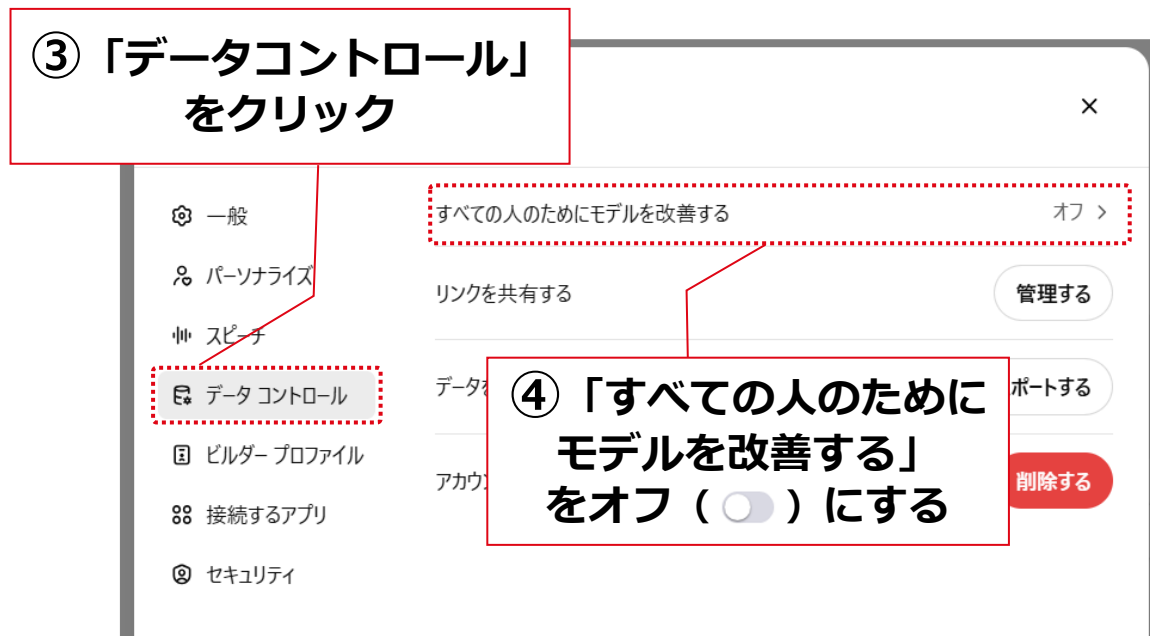 ③「データコントロール」
をクリック
×
一般
パーソナライズ
スピーチ
データ コントロール
ビルダー プロファイル
接続するアプリ
セキュリティ
すべての人のためにモデルを改善する
オフ >
リンクを共有する
管理する
データ
ポートする
アカウ
削除する
④「すべての人のために
モデルを改善する」
をオフ( )にする